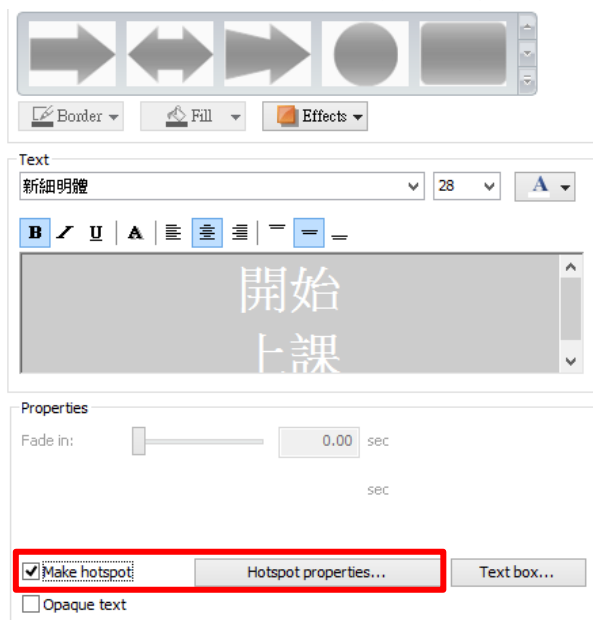 Border
Fill
Effects
Text
新細明體
28
A
B I U A
開始
上課
Properties
Fade in:
0.00 sec
sec
Make hotspot
Hotspot properties...
Text box...
Opaque text